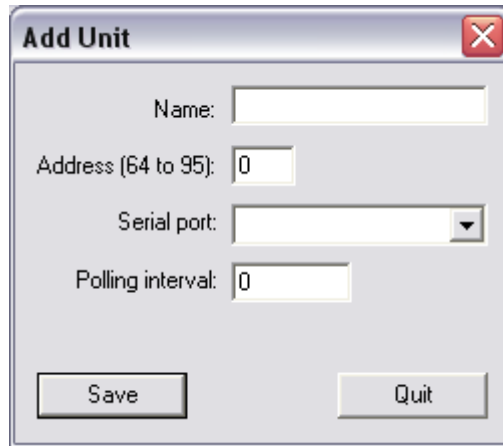 Add Unit
Name:
Address (64 to 95): 0
Serial port:
Polling interval: 0
Save Quit